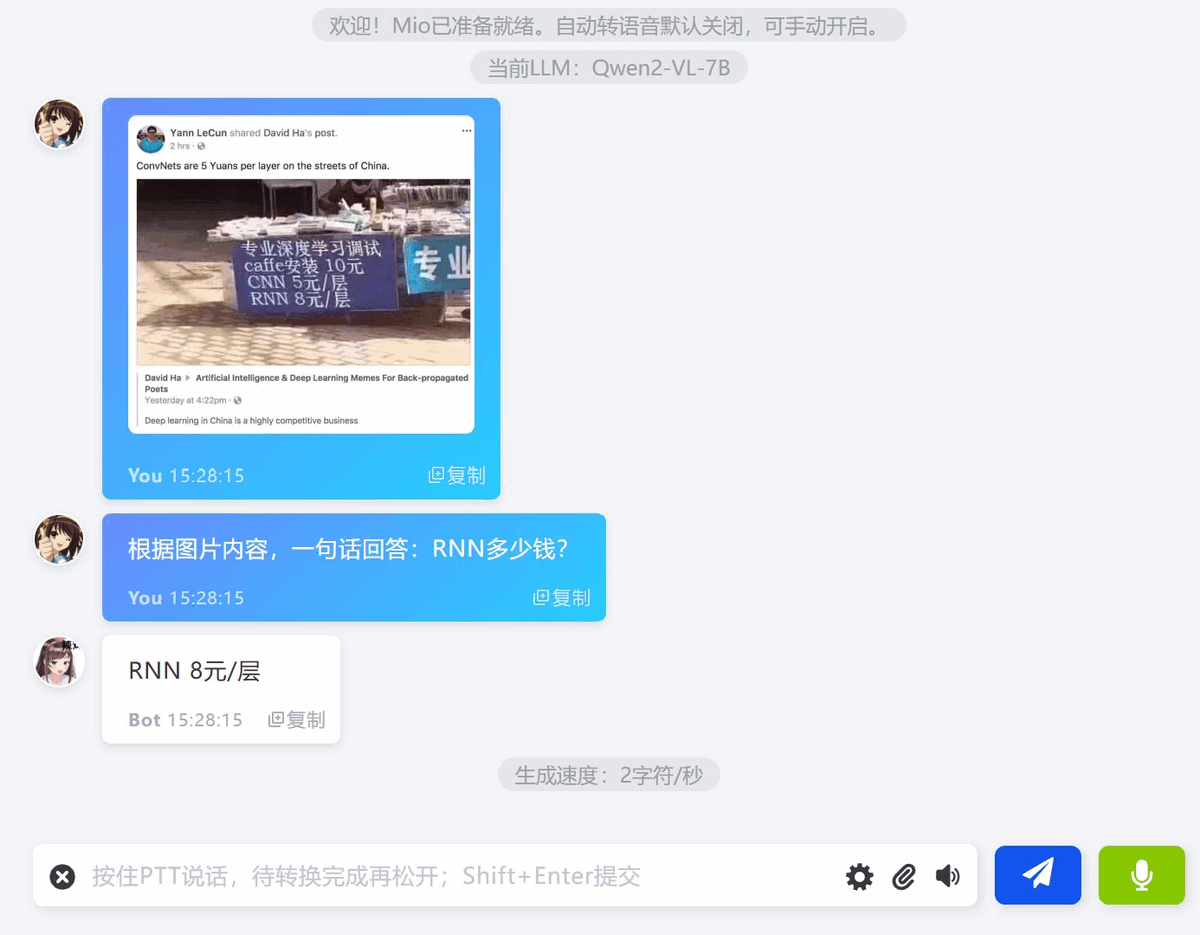 欢迎！Mio已准备就绪。自动转语音默认关闭，可手动开启。
当前LLM：Qwen2-VL-7B
Yann LeCun shared David Ha's post.
2 hrs ·
ConvNets are 5 Yuans per layer on the streets of China.
专业深度学习调试
caffe安装 10元
CNN 5元/层
RNN 8元/层
专业
David Ha ▸ Artificial Intelligence & Deep Learning Memes For Back-propagated
Poets
Yesterday at 4:22pm ·
Deep learning in China is a highly competitive business
You 15:28:15 复制
根据图片内容，一句话回答：RNN多少钱？
You 15:28:15 复制
RNN 8元/层
Bot 15:28:15 复制
生成速度：2字符/秒
按住PTT说话，待转换完成再松开；Shift+Enter提交